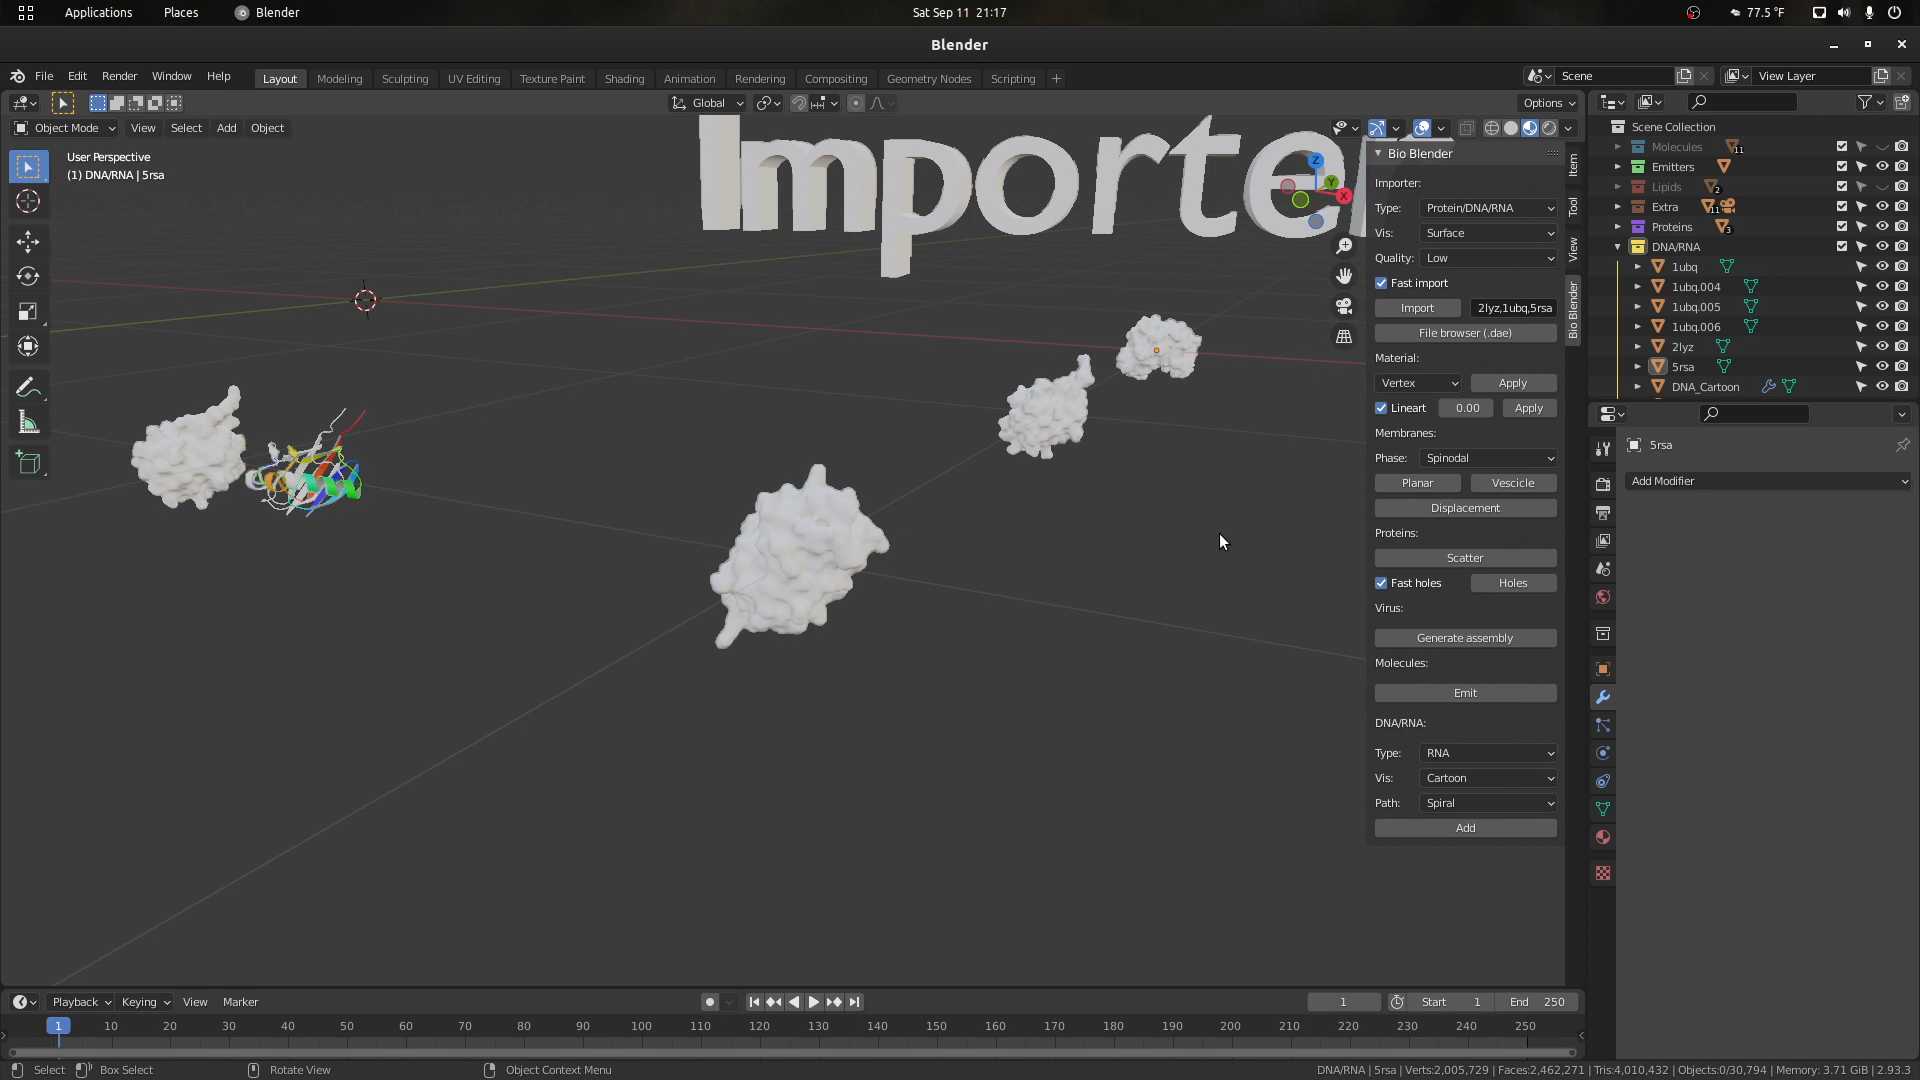 Applications Places Blender Sat Sep 11 21:17 77.5 °F
Blender
File Edit Render Window Help Layout Modeling Sculpting UV Editing Texture Paint Shading Animation Rendering Compositing Geometry Nodes Scripting + Scene View Layer
Global Options
Object Mode View Select Add Object
User Perspective
(1) DNA/RNA | 5rsa
Importe
Z
Y
X
Bio Blender
Importer:
Type: Protein/DNA/RNA
Vis: Surface
Quality: Low
Fast import
Import 2lyz,1ubq,5rsa
File browser (.dae)
Material:
Vertex Apply
Lineart 0.00 Apply
Membranes:
Phase: Spinodal
Planar Vescicle
Displacement
Proteins:
Scatter
Fast holes Holes
Virus:
Generate assembly
Molecules:
Emit
DNA/RNA:
Type: RNA
Vis: Cartoon
Path: Spiral
Add
Item
Tool
View
Bio Blender
Scene Collection
Molecules 11
Emitters
Lipids 2
Extra 11
Proteins 3
DNA/RNA
1ubq
1ubq.004
1ubq.005
1ubq.006
2lyz
5rsa
DNA_Cartoon
5rsa
Add Modifier
Playback Keying View Marker 1 Start 1 End 250
1 10 20 30 40 50 60 70 80 90 100 110 120 130 140 150 160 170 180 190 200 210 220 230 240 250
Select Box Select Rotate View Object Context Menu DNA/RNA | 5rsa | Verts:2,005,729 | Faces:2,462,271 | Tris:4,010,432 | Objects:0/30,794 | Memory: 3.71 GiB | 2.93.3